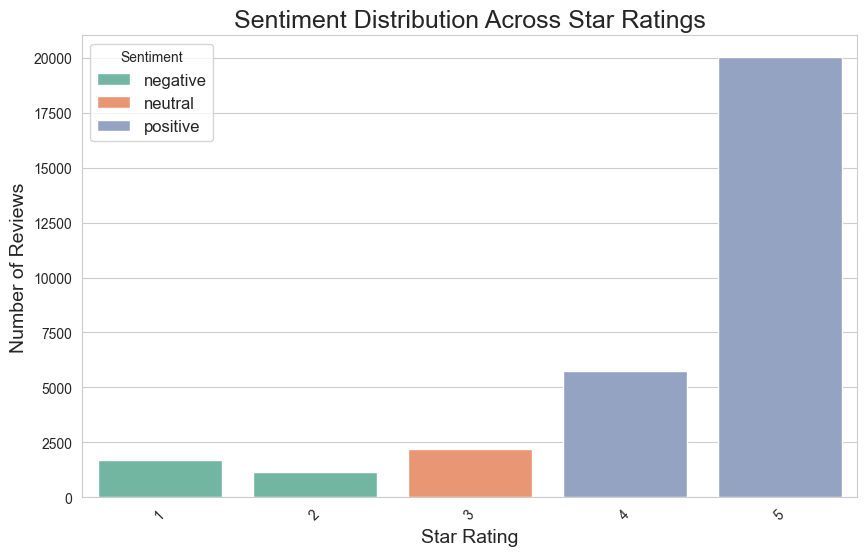 Sentiment Distribution Across Star Ratings
Sentiment
negative
neutral
positive
Number of Reviews
20000
17500
15000
12500
10000
7500
5000
2500
0
1
2
3
4
5
Star Rating